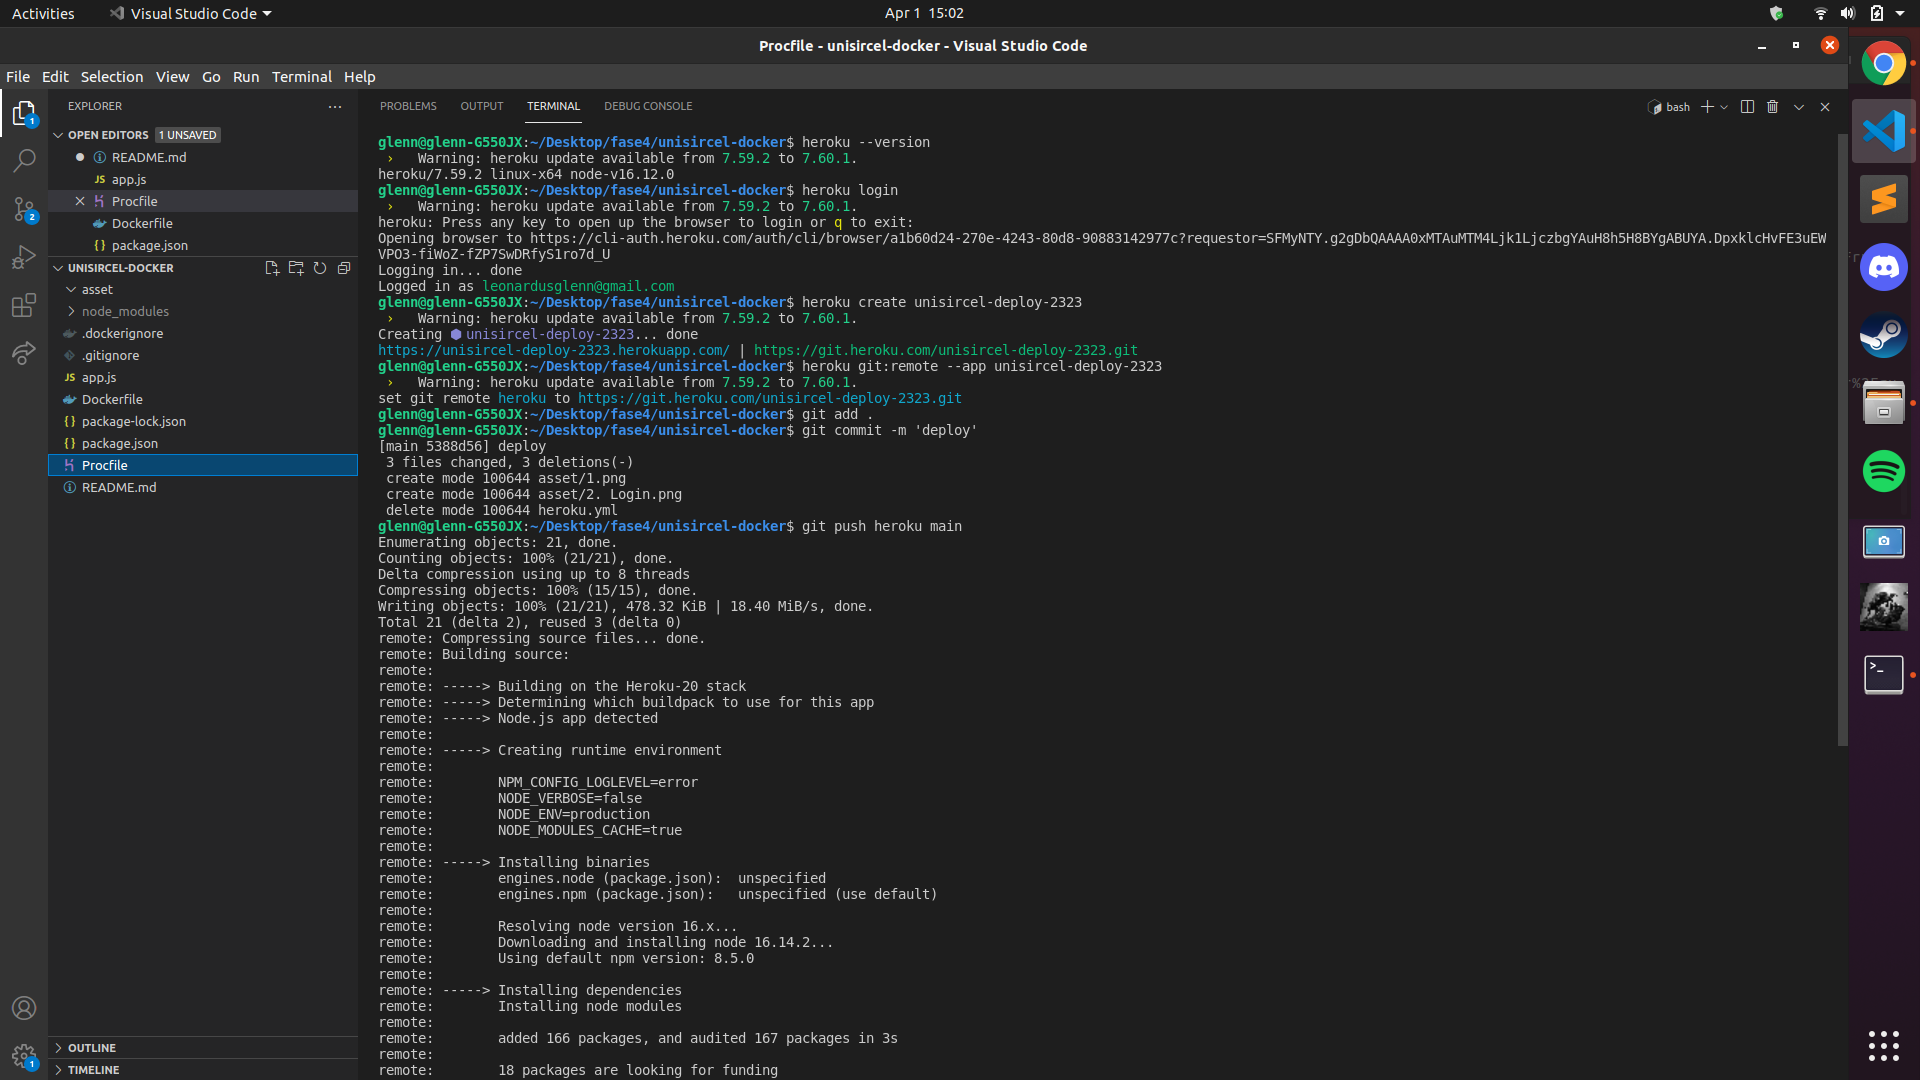 Activities
Visual Studio Code
Apr 1 15:02
Procfile - unisircel-docker - Visual Studio Code
File Edit Selection View Go Run Terminal Help
EXPLORER
OPEN EDITORS 1 UNSAVED
README.md
JS app.js
Procfile
Dockerfile
{} package.json
UNISIRCEL-DOCKER
asset
node_modules
.dockerignore
.gitignore
JS app.js
Dockerfile
{} package-lock.json
{} package.json
Procfile
README.md
OUTLINE
TIMELINE
1
2
1
PROBLEMS OUTPUT TERMINAL DEBUG CONSOLE
bash
glenn@glenn-G550JX:~/Desktop/fase4/unisircel-docker$ heroku --version
› Warning: heroku update available from 7.59.2 to 7.60.1.
heroku/7.59.2 linux-x64 node-v16.12.0
glenn@glenn-G550JX:~/Desktop/fase4/unisircel-docker$ heroku login
› Warning: heroku update available from 7.59.2 to 7.60.1.
heroku: Press any key to open up the browser to login or q to exit:
Opening browser to https://cli-auth.heroku.com/auth/cli/browser/a1b60d24-270e-4243-80d8-90883142977c?requestor=SFMyNTY.g2gDbQAAAA0xMTAuMTM4Ljk1LjczbgYAuH8h5H8BYgABUYA.DpxklcHvFE3uEW
VPO3-fiWoZ-fZP7SwDRfyS1ro7d_U
Logging in... done
Logged in as leonardusglenn@gmail.com
glenn@glenn-G550JX:~/Desktop/fase4/unisircel-docker$ heroku create unisircel-deploy-2323
› Warning: heroku update available from 7.59.2 to 7.60.1.
Creating ⬢ unisircel-deploy-2323... done
https://unisircel-deploy-2323.herokuapp.com/ | https://git.heroku.com/unisircel-deploy-2323.git
glenn@glenn-G550JX:~/Desktop/fase4/unisircel-docker$ heroku git:remote --app unisircel-deploy-2323
› Warning: heroku update available from 7.59.2 to 7.60.1.
set git remote heroku to https://git.heroku.com/unisircel-deploy-2323.git
glenn@glenn-G550JX:~/Desktop/fase4/unisircel-docker$ git add .
glenn@glenn-G550JX:~/Desktop/fase4/unisircel-docker$ git commit -m 'deploy'
[main 5388d56] deploy
3 files changed, 3 deletions(-)
create mode 100644 asset/1.png
create mode 100644 asset/2. Login.png
delete mode 100644 heroku.yml
glenn@glenn-G550JX:~/Desktop/fase4/unisircel-docker$ git push heroku main
Enumerating objects: 21, done.
Counting objects: 100% (21/21), done.
Delta compression using up to 8 threads
Compressing objects: 100% (15/15), done.
Writing objects: 100% (21/21), 478.32 KiB | 18.40 MiB/s, done.
Total 21 (delta 2), reused 3 (delta 0)
remote: Compressing source files... done.
remote: Building source:
remote:
remote: -----> Building on the Heroku-20 stack
remote: -----> Determining which buildpack to use for this app
remote: -----> Node.js app detected
remote:
remote: -----> Creating runtime environment
remote:
remote: NPM_CONFIG_LOGLEVEL=error
remote: NODE_VERBOSE=false
remote: NODE_ENV=production
remote: NODE_MODULES_CACHE=true
remote:
remote: -----> Installing binaries
remote: engines.node (package.json): unspecified
remote: engines.npm (package.json): unspecified (use default)
remote:
remote: Resolving node version 16.x...
remote: Downloading and installing node 16.14.2...
remote: Using default npm version: 8.5.0
remote:
remote: -----> Installing dependencies
remote: Installing node modules
remote:
remote: added 166 packages, and audited 167 packages in 3s
remote:
remote: 18 packages are looking for funding